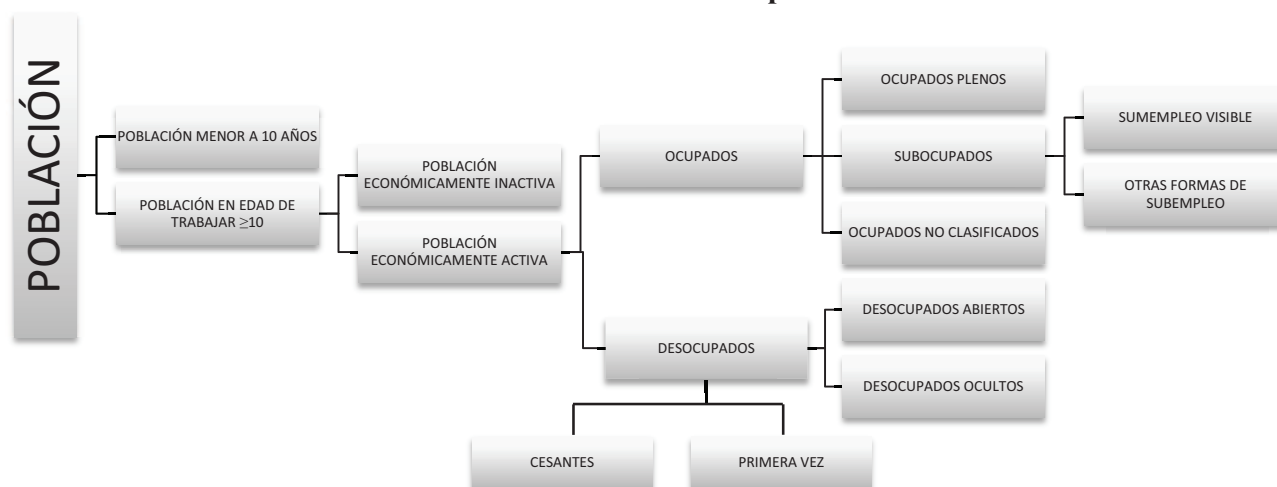 POBLACIÓN
POBLACIÓN MENOR A 10 AÑOS
POBLACIÓN EN EDAD DE
TRABAJAR ≥10
POBLACIÓN
ECONÓMICAMENTE INACTIVA
POBLACIÓN
ECONÓMICAMENTE ACTIVA
OCUPADOS
OCUPADOS PLENOS
SUBOCUPADOS
OCUPADOS NO CLASIFICADOS
SUMEMPLEO VISIBLE
OTRAS FORMAS DE
SUBEMPLEO
DESOCUPADOS
DESOCUPADOS ABIERTOS
DESOCUPADOS OCULTOS
CESANTES
PRIMERA VEZ